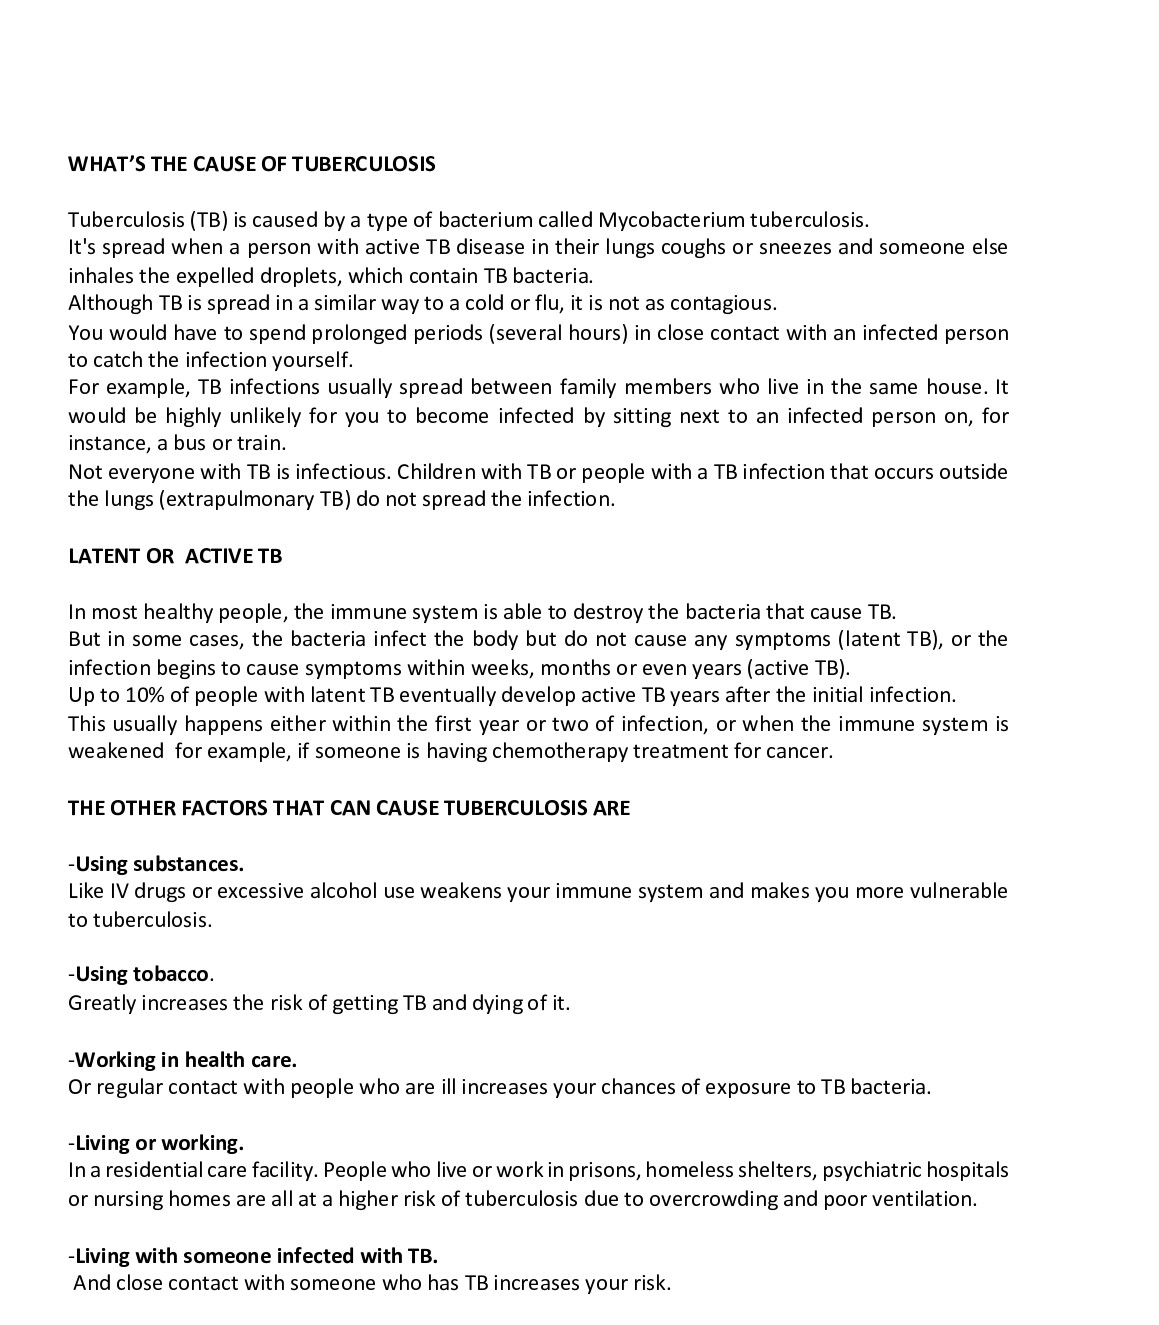 WHAT’S THE CAUSE OF TUBERCULOSIS
Tuberculosis (TB) is caused by a type of bacterium called Mycobacterium tuberculosis.
It's spread when a person with active TB disease in their lungs coughs or sneezes and someone else
inhales the expelled droplets, which contain TB bacteria.
Although TB is spread in a similar way to a cold or flu, it is not as contagious.
You would have to spend prolonged periods (several hours) in close contact with an infected person
to catch the infection yourself.
For example, TB infections usually spread between family members who live in the same house. It
would be highly unlikely for you to become infected by sitting next to an infected person on, for
instance, a bus or train.
Not everyone with TB is infectious. Children with TB or people with a TB infection that occurs outside
the lungs (extrapulmonary TB) do not spread the infection.
LATENT OR  ACTIVE TB
In most healthy people, the immune system is able to destroy the bacteria that cause TB.
But in some cases, the bacteria infect the body but do not cause any symptoms (latent TB), or the
infection begins to cause symptoms within weeks, months or even years (active TB).
Up to 10% of people with latent TB eventually develop active TB years after the initial infection.
This usually happens either within the first year or two of infection, or when the immune system is
weakened  for example, if someone is having chemotherapy treatment for cancer.
THE OTHER FACTORS THAT CAN CAUSE TUBERCULOSIS ARE
-Using substances.
Like IV drugs or excessive alcohol use weakens your immune system and makes you more vulnerable
to tuberculosis.
-Using tobacco.
Greatly increases the risk of getting TB and dying of it.
-Working in health care.
Or regular contact with people who are ill increases your chances of exposure to TB bacteria.
-Living or working.
In a residential care facility. People who live or work in prisons, homeless shelters, psychiatric hospitals
or nursing homes are all at a higher risk of tuberculosis due to overcrowding and poor ventilation.
-Living with someone infected with TB.
And close contact with someone who has TB increases your risk.